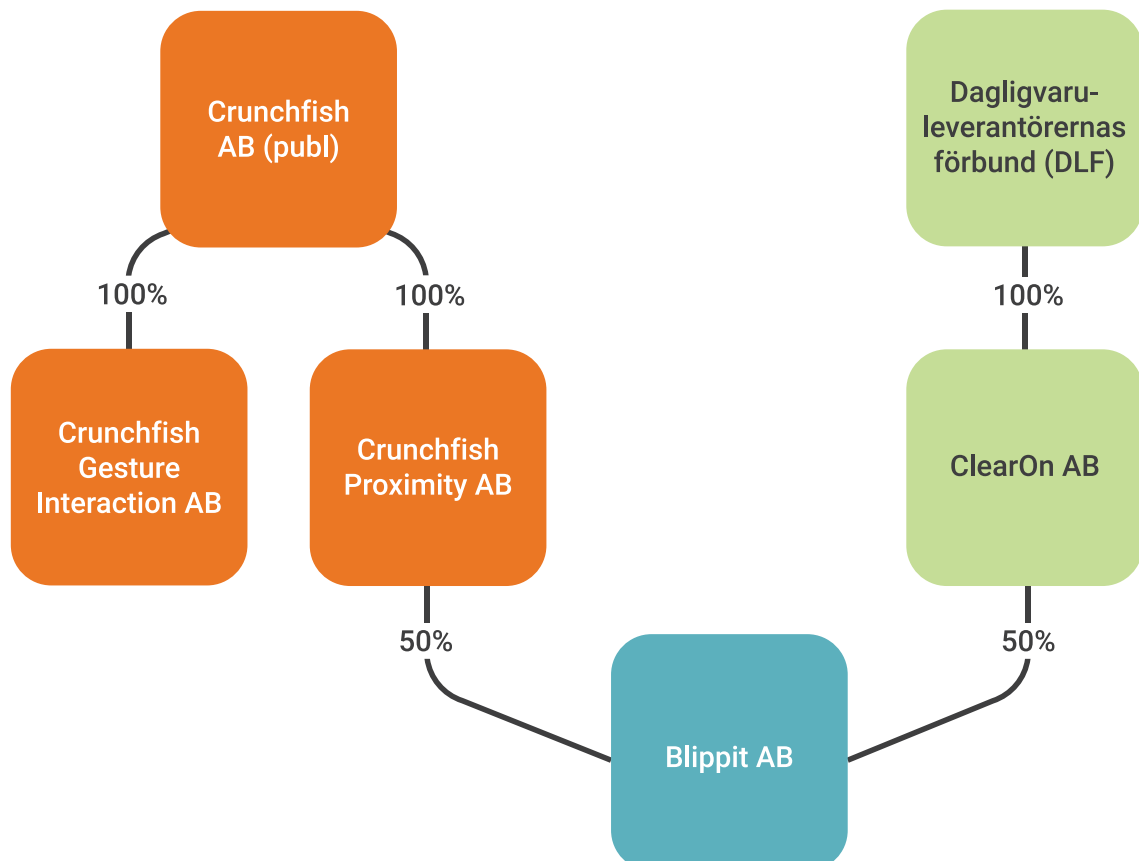 Crunchfish
AB (publ)
Dagligvaru-
leverantörernas
förbund (DLF)
100%
100%
100%
Crunchfish
Gesture
Interaction AB
Crunchfish
Proximity AB
ClearOn AB
50%
50%
Blippit AB